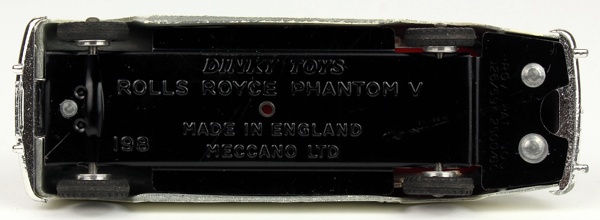 DINKY TOYS
ROLLS ROYCE PHANTOM V
MADE IN ENGLAND
198
MECCANO LTD